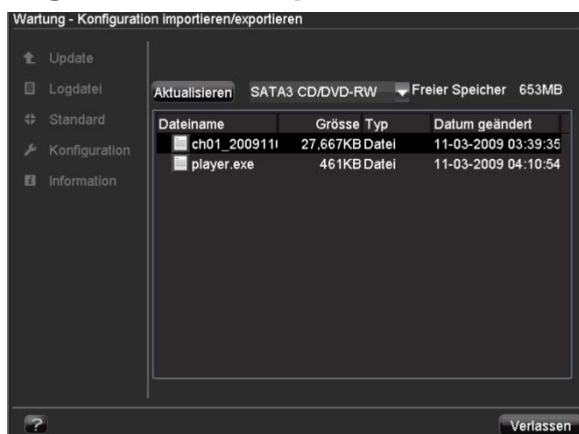 Wartung - Konfiguration importieren/exportieren
Update
Logdatei
Standard
Konfiguration
Information
Aktualisieren SATA3 CD/DVD-RW Freier Speicher 653MB
Dateiname Grösse Typ Datum geändert
ch01_2009110 27,667KB Datei 11-03-2009 03:39:35
player.exe 461KB Datei 11-03-2009 04:10:54
? Verlassen